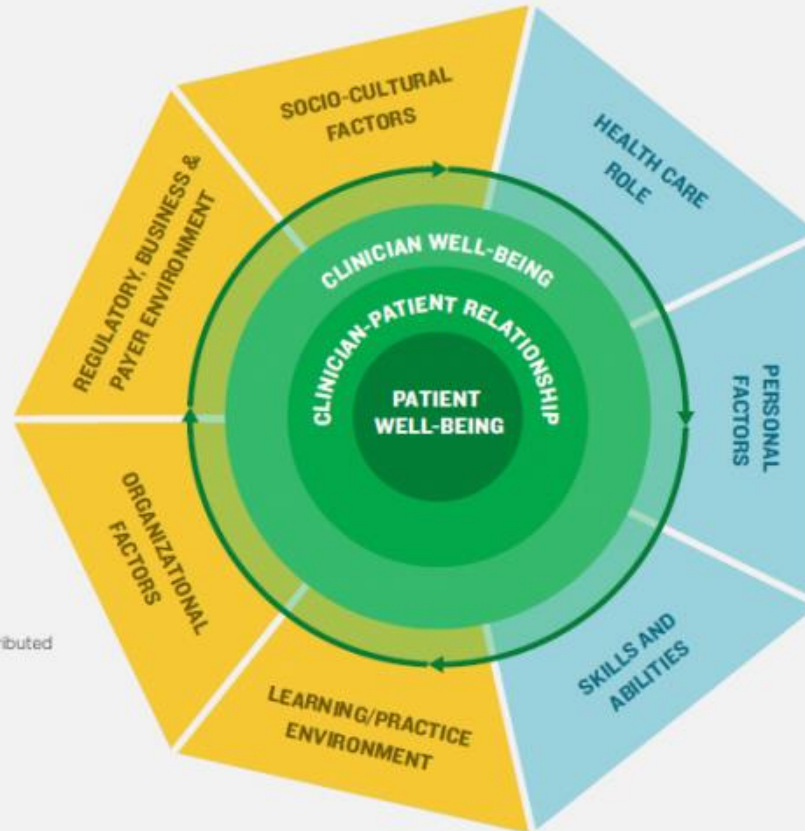 SOCIO-CULTURAL
FACTORS
HEALTH CARE
ROLE
REGULATORY, BUSINESS &
PAYER ENVIRONMENT
CLINICIAN WELL-BEING
CLINICIAN-PATIENT RELATIONSHIP
PATIENT
WELL-BEING
PERSONAL
FACTORS
ORGANIZATIONAL
FACTORS
SKILLS AND
ABILITIES
LEARNING/PRACTICE
ENVIRONMENT